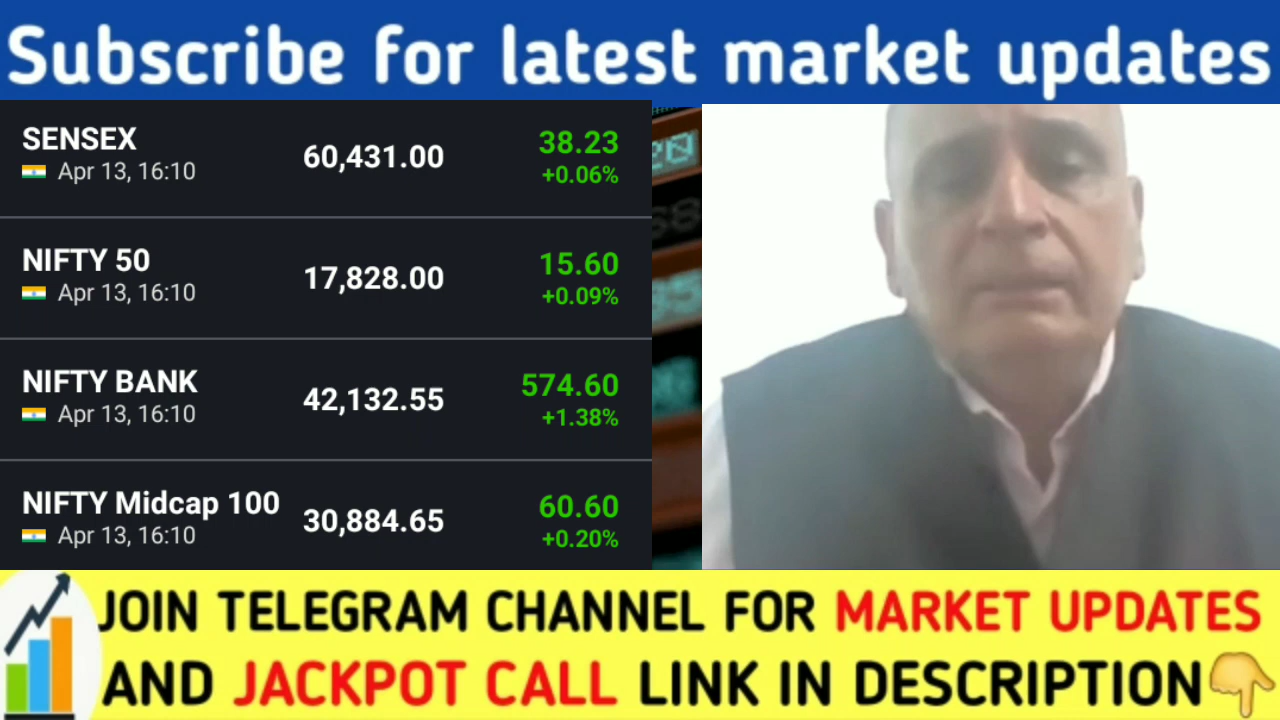 Subscribe for latest market updates
SENSEX
Apr 13, 16:10
60,431.00
38.23
+0.06%
NIFTY 50
Apr 13, 16:10
17,828.00
15.60
+0.09%
NIFTY BANK
Apr 13, 16:10
42,132.55
574.60
+1.38%
NIFTY Midcap 100
Apr 13, 16:10
30,884.65
60.60
+0.20%
JOIN TELEGRAM CHANNEL FOR MARKET UPDATES
AND JACKPOT CALL LINK IN DESCRIPTION👇